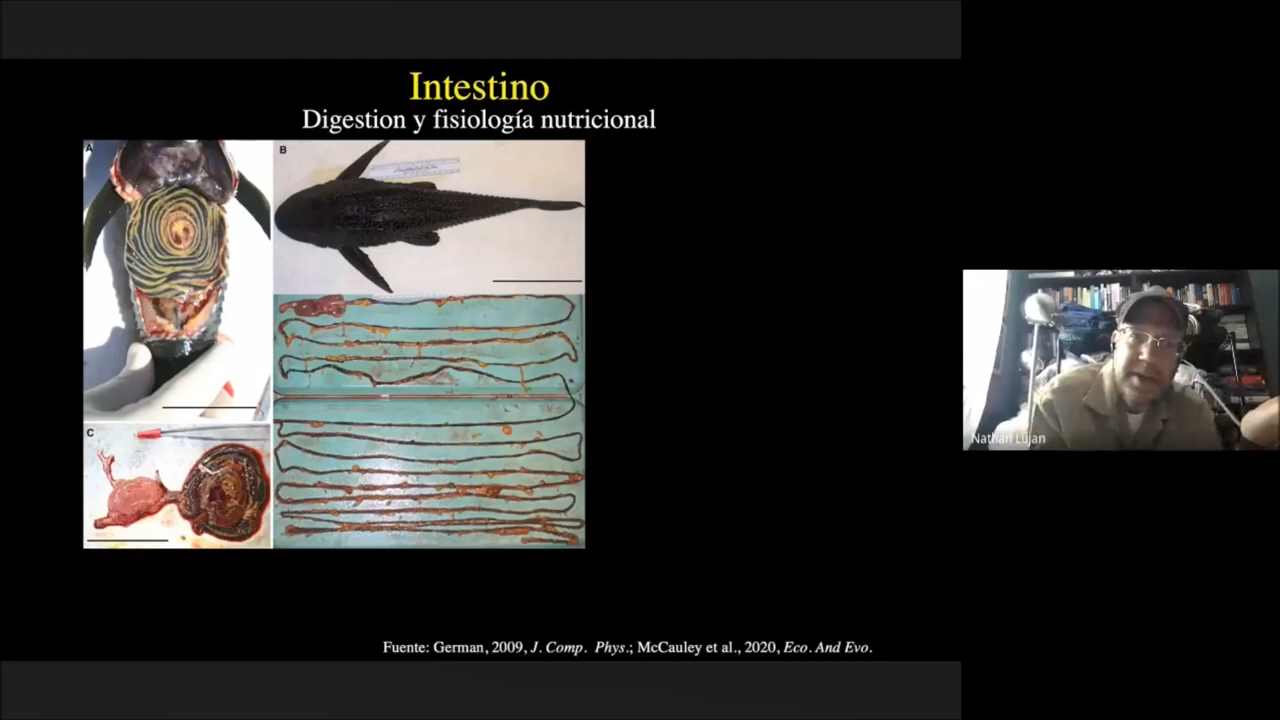 Intestino
Digestion y fisiología nutricional
A
B
C
Fuente: German, 2009, J. Comp. Phys.; McCauley et al., 2020, Eco. And Evo.
Nathan Lujan